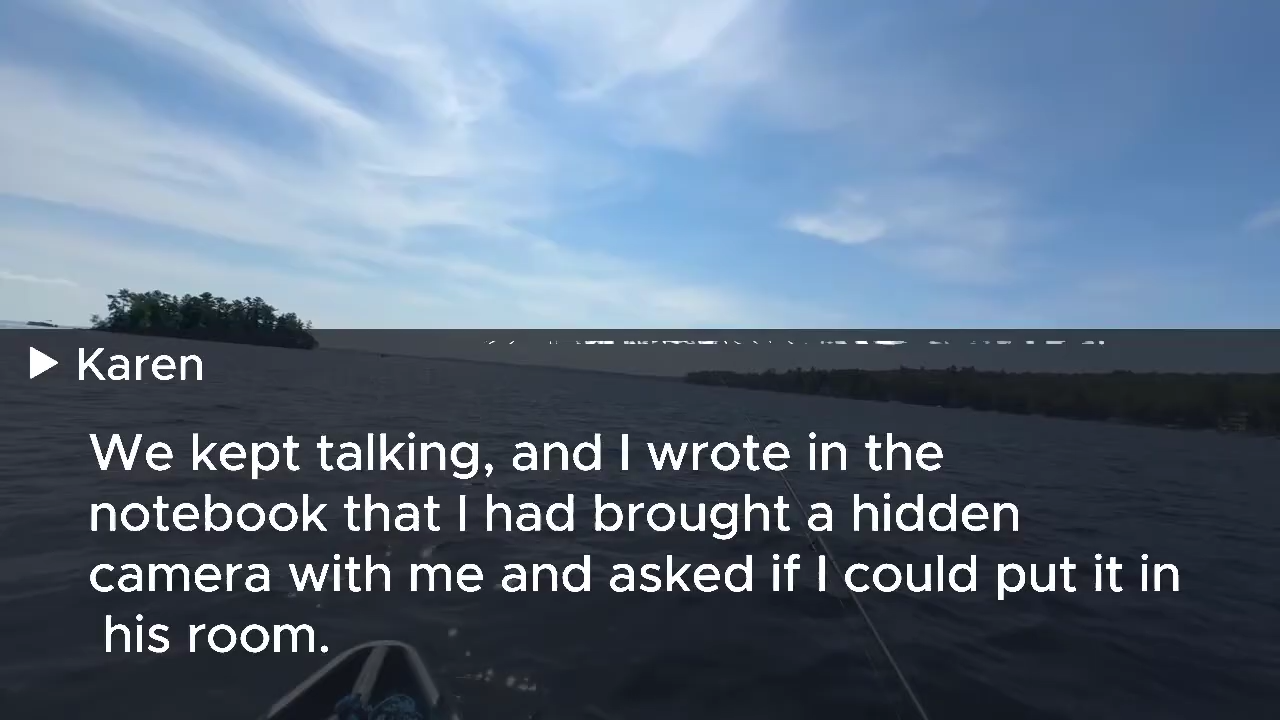 Karen
We kept talking, and I wrote in the
notebook that I had brought a hidden
camera with me and asked if I could put it in
his room.